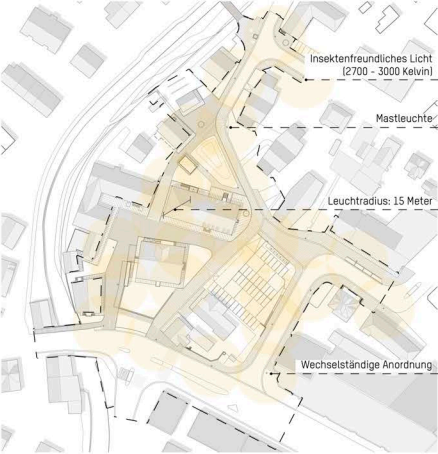 Insektenfreundliches Licht
(2700 - 3000 Kelvin)
Mastleuchte
Leuchtradius: 15 Meter
Wechselständige Anordnung